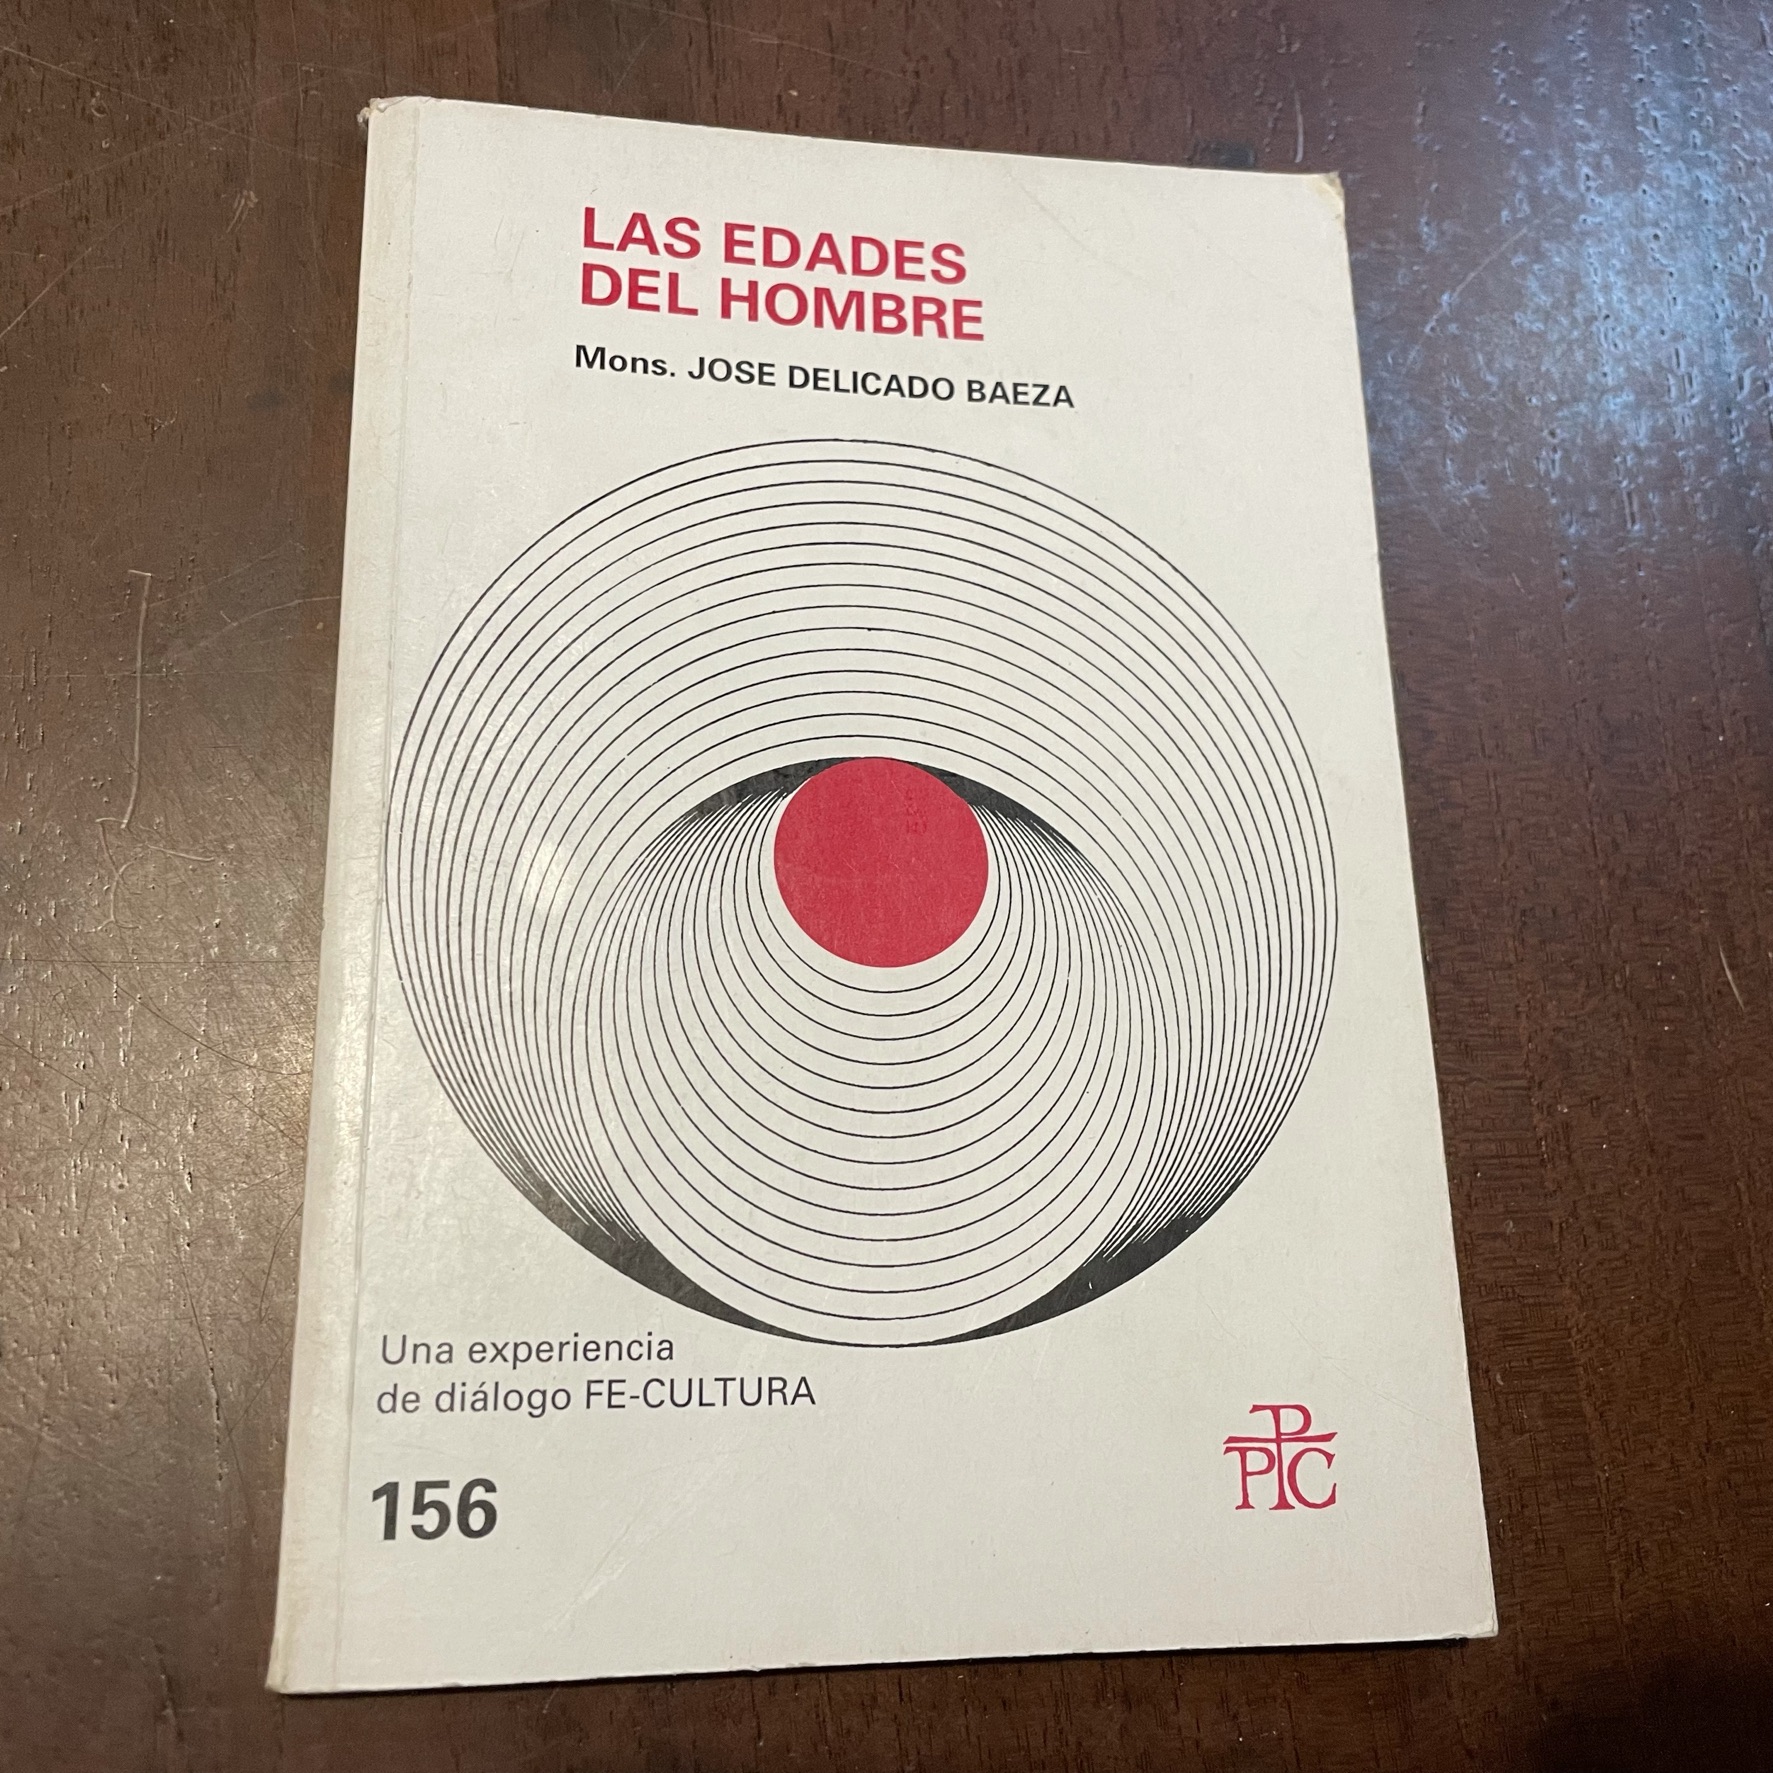 LAS EDADES
DEL HOMBRE
Mons. JOSE DELICADO BAEZA
Una experiencia
de diálogo FE-CULTURA
156
PPC